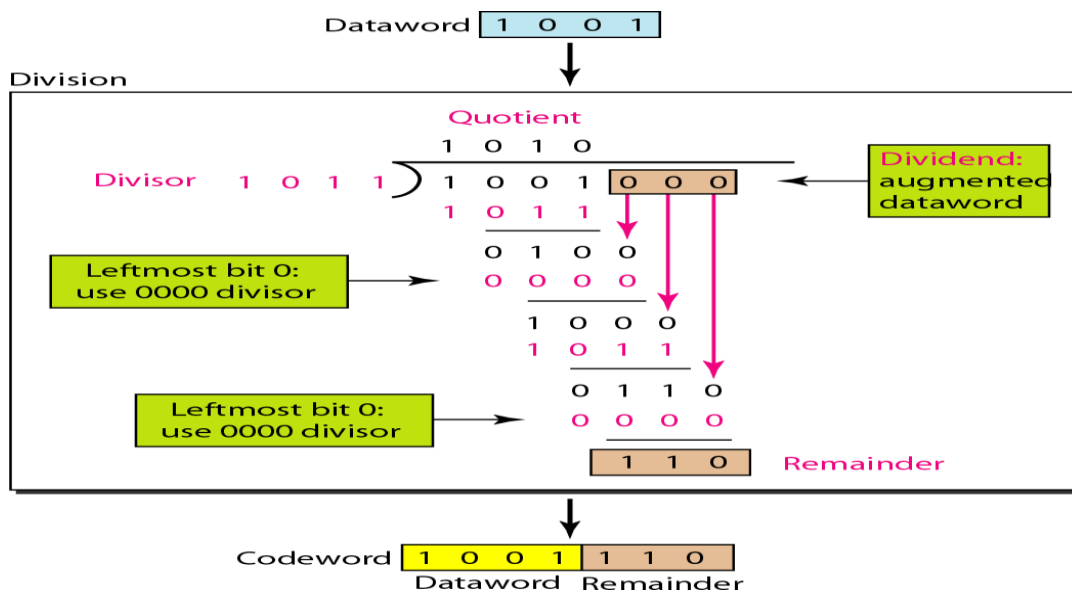 Dataword 1 0 0 1
Division
Quotient
1 0 1 0
Divisor 1 0 1 1 1 0 0 1 0 0 0
Dividend:
augmented
dataword
1 0 1 1
0 1 0 0
Leftmost bit 0:
use 0000 divisor
0 0 0 0
1 0 0 0
1 0 1 1
0 1 1 0
Leftmost bit 0:
use 0000 divisor
0 0 0 0
1 1 0 Remainder
Codeword 1 0 0 1 1 1 0
Dataword Remainder